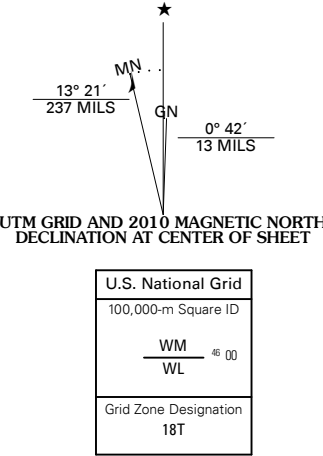 ★
MN
13° 21´
237 MILS
GN
0° 42´
13 MILS
UTM GRID AND 2010 MAGNETIC NORTH
DECLINATION AT CENTER OF SHEET
U.S. National Grid
100,000-m Square ID
WM
46 00
WL
Grid Zone Designation
18T